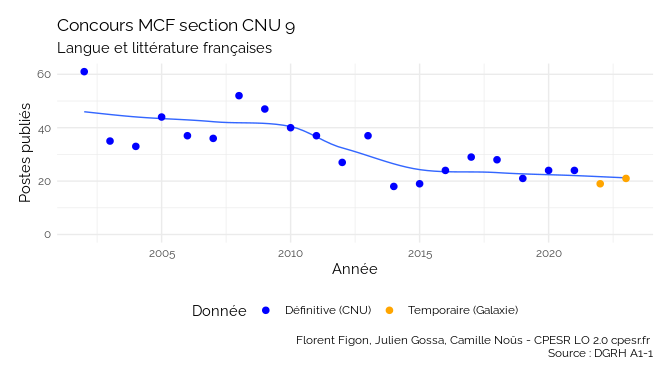 Concours MCF section CNU 9
Langue et littérature françaises
Postes publiés
60
40
20
0
2005 2010 2015 2020
Année
Donnée Définitive (CNU) Temporaire (Galaxie)
Florent Figon, Julien Gossa, Camille Noûs - CPESR LO 2.0 cpesr.fr
Source : DGRH A1-1